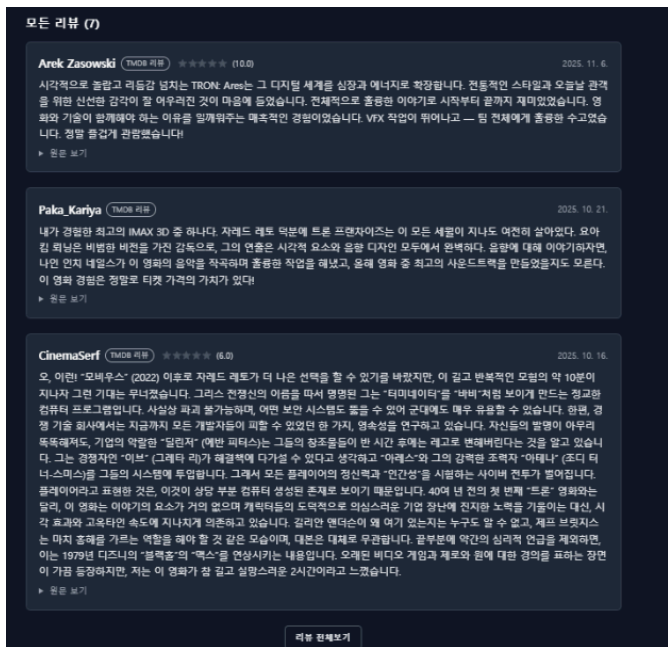 모든 리뷰 (7)
Arek Zasowski TMDB 리뷰 ★★★★★ (10.0) 2025. 11. 6.
시각적으로 놀랍고 리듬감 넘치는 TRON: Ares는 그 디지털 세계를 심장과 에너지로 확장합니다. 전통적인 스타일과 오늘날 관객
을 위한 신선한 감각이 잘 어우러진 것이 마음에 들었습니다. 전체적으로 훌륭한 이야기로 시작부터 끝까지 재미있었습니다. 영
화와 기술이 함께해야 하는 이유를 일깨워주는 매혹적인 경험이었습니다. VFX 작업이 뛰어나고 — 팀 전체에게 훌륭한 수고였습
니다. 정말 즐겁게 관람했습니다!
▸ 원문 보기
Paka_Kariya TMDB 리뷰 2025. 10. 21.
내가 경험한 최고의 IMAX 3D 중 하나다. 자레드 레토 덕분에 트론 프랜차이즈는 이 모든 세월이 지나도 여전히 살아있다. 요아
킴 뢰닝은 비범한 비전을 가진 감독으로, 그의 연출은 시각적 요소와 음향 디자인 모두에서 완벽하다. 음향에 대해 이야기하자면,
나인 인치 네일스가 이 영화의 음악을 작곡하며 훌륭한 작업을 해냈고, 올해 영화 중 최고의 사운드트랙을 만들었을지도 모른다.
이 영화 경험은 정말로 티켓 가격의 가치가 있다!
▸ 원문 보기
CinemaSerf TMDB 리뷰 ★★★★★ (6.0) 2025. 10. 16.
오, 이런! "모비우스" (2022) 이후로 자레드 레토가 더 나은 선택을 할 수 있기를 바랐지만, 이 길고 반복적인 모험의 약 10분이
지나자 그런 기대는 무너졌습니다. 그리스 전쟁신의 이름을 따서 명명된 그는 "터미네이터"를 "바비"처럼 보이게 만드는 정교한
컴퓨터 프로그램입니다. 사실상 파괴 불가능하며, 어떤 보안 시스템도 뚫을 수 있어 군대에도 매우 유용할 수 있습니다. 한편, 경
쟁 기술 회사에서는 지금까지 모든 개발자들이 피할 수 있었던 한 가지, 영속성을 연구하고 있습니다. 자신들의 발명이 아무리
똑똑해져도, 기업의 악랄한 "딜린저" (에반 피터스)는 그들의 창조물들이 반 시간 후에는 레고로 변해버린다는 것을 알고 있습니
다. 그는 경쟁자인 "이브" (그레타 리)가 해결책에 다가설 수 있다고 생각하고 "아레스"와 그의 강력한 조력자 "아테나" (조디 터
너-스미스)를 그들의 시스템에 투입합니다. 그래서 모든 플레이어의 정신력과 "인간성"을 시험하는 사이버 전투가 벌어집니다.
플레이어라고 표현한 것은, 이것이 상당 부분 컴퓨터 생성된 존재로 보이기 때문입니다. 40여 년 전의 첫 번째 "트론" 영화와는
달리, 이 영화는 이야기의 요소가 거의 없으며 캐릭터들의 도덕적으로 의심스러운 기업 장난에 진지한 노력을 기울이는 대신, 시
각 효과와 고옥타인 속도에 지나치게 의존하고 있습니다. 길리안 앤더슨이 왜 여기 있는지는 누구도 알 수 없고, 제프 브릿지스
는 마치 홍해를 가르는 역할을 해야 할 것 같은 모습이며, 대본은 대체로 무관합니다. 끝부분에 약간의 심리적 언급을 제외하면,
이는 1979년 디즈니의 "블랙홀"의 "맥스"를 연상시키는 내용입니다. 오래된 비디오 게임과 제로와 원에 대한 경의를 표하는 장면
이 가끔 등장하지만, 저는 이 영화가 참 길고 실망스러운 2시간이라고 느꼈습니다.
▸ 원문 보기
리뷰 전체보기